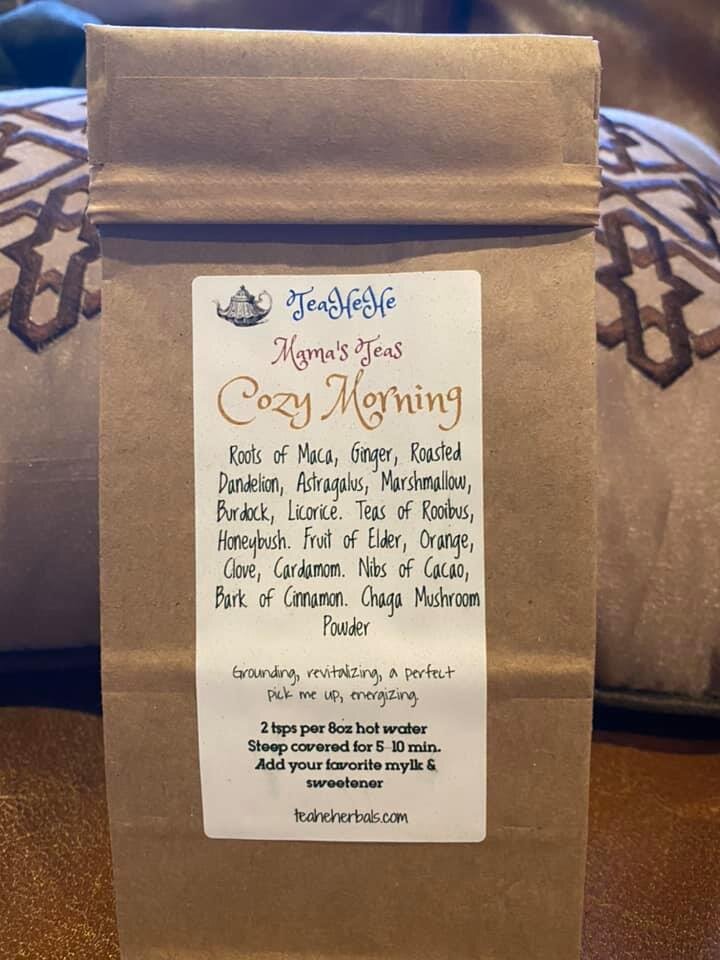 TeaHeHe
Mama's Teas
Cozy Morning
Roots of Maca, Ginger, Roasted
Dandelion, Astragalus, Marshmallow,
Burdock, Licorice. Teas of Rooibus,
Honeybush. Fruit of Elder, Orange,
Clove, Cardamom. Nibs of Cacao,
Bark of Cinnamon. Chaga Mushroom
Powder
Grounding, revitalizing, a perfect
pick me up, energizing.
2 tsps per 8oz hot water
Steep covered for 5 10 min.
Add your favorite mylk &
sweetener
teaheherbals.com